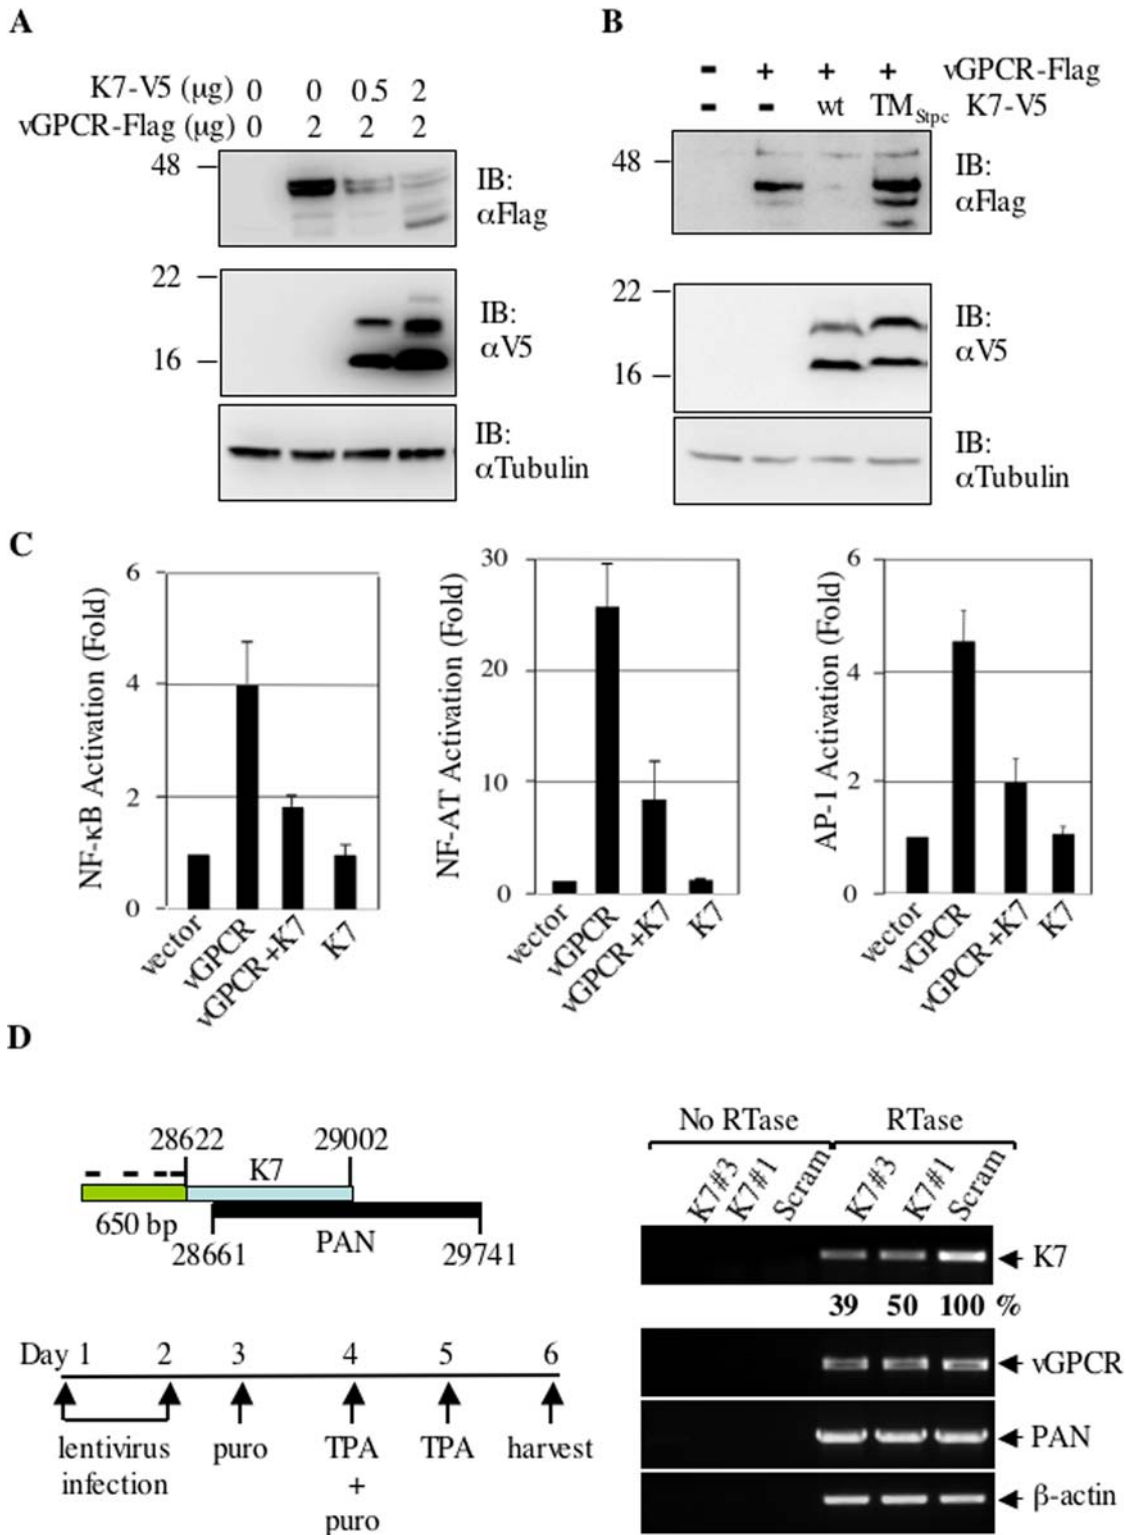 A
K7-V5 (μg) 0 0 0.5 2
vGPCR-Flag (μg) 0 2 2 2
48
IB:
αFlag
22
16
IB:
αV5
IB:
αTubulin
B
- + + + vGPCR-Flag
- - wt TMStpc K7-V5
48
IB:
αFlag
22
16
IB:
αV5
IB:
αTubulin
C
NF-κB Activation (Fold)
6
4
2
0
vector
vGPCR
vGPCR+K7
K7
NF-AT Activation (Fold)
30
20
10
0
vector
vGPCR
vGPCR+K7
K7
AP-1 Activation (Fold)
6
4
2
0
vector
vGPCR
vGPCR+K7
K7
D
28622 29002
K7
650 bp
PAN
28661 29741
Day 1 2 3 4 5 6
lentivirus infection
puro
TPA
+
puro
TPA
harvest
No RTase RTase
K7#3 K7#1 Scram K7#3 K7#1 Scram
K7
39 50 100 %
vGPCR
PAN
β-actin